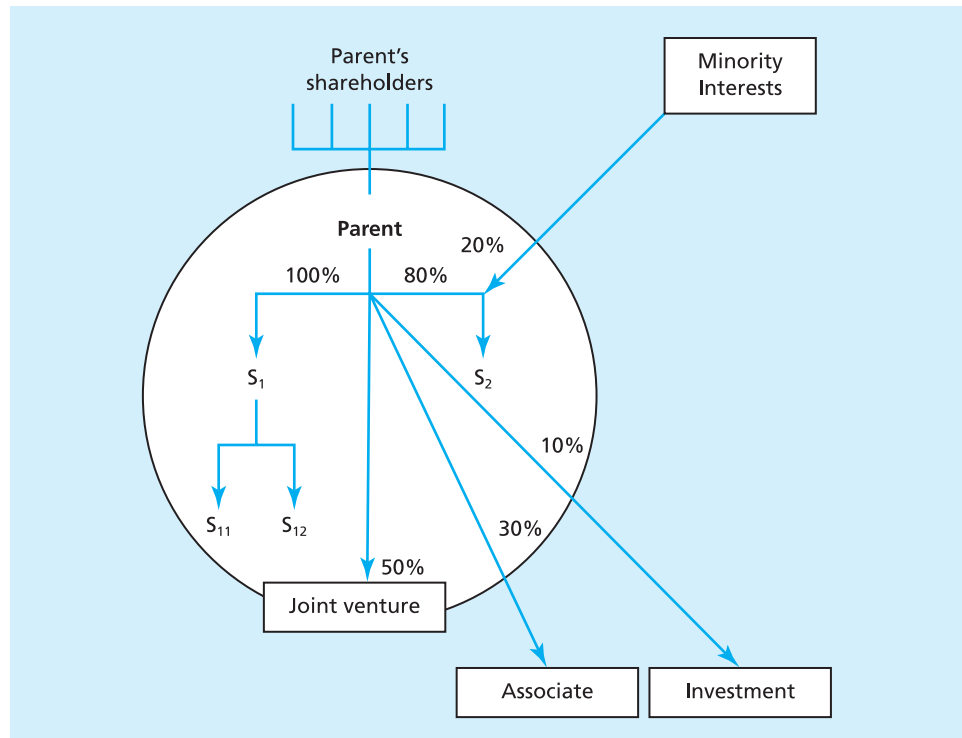 Parent's
shareholders
Minority
Interests
Parent
20%
100%
80%
S₁
S₂
10%
S₁₁
S₁₂
30%
50%
Joint venture
Associate
Investment